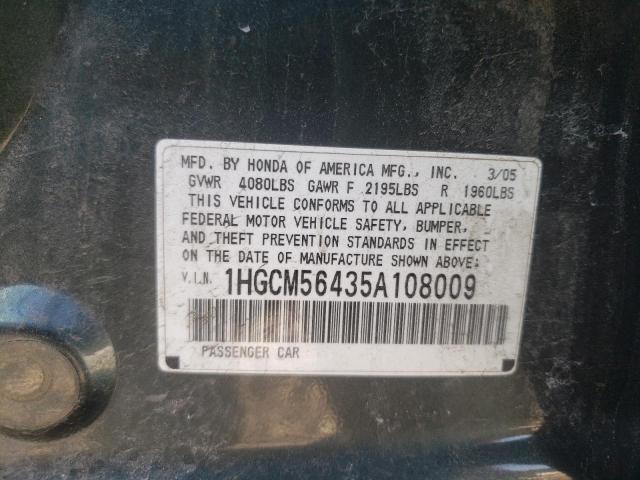 MFD. BY HONDA OF AMERICA MFG., INC. 3/05
GVWR 4080LBS GAWR F 2195LBS R 1960LBS
THIS VEHICLE CONFORMS TO ALL APPLICABLE
FEDERAL MOTOR VEHICLE SAFETY, BUMPER,
AND THEFT PREVENTION STANDARDS IN EFFECT
ON THE DATE OF MANUFACTURE SHOWN ABOVE:
V.I.N. 1HGCM56435A108009
PASSENGER CAR